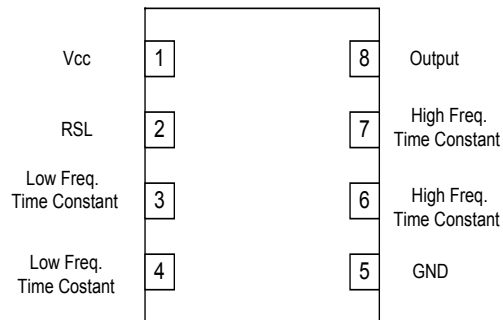 Vcc 1 8 Output
RSL 2 7 High Freq.
Time Constant
Low Freq.
Time Constant 3 6 High Freq.
Time Constant
Low Freq.
Time Costant 4 5 GND